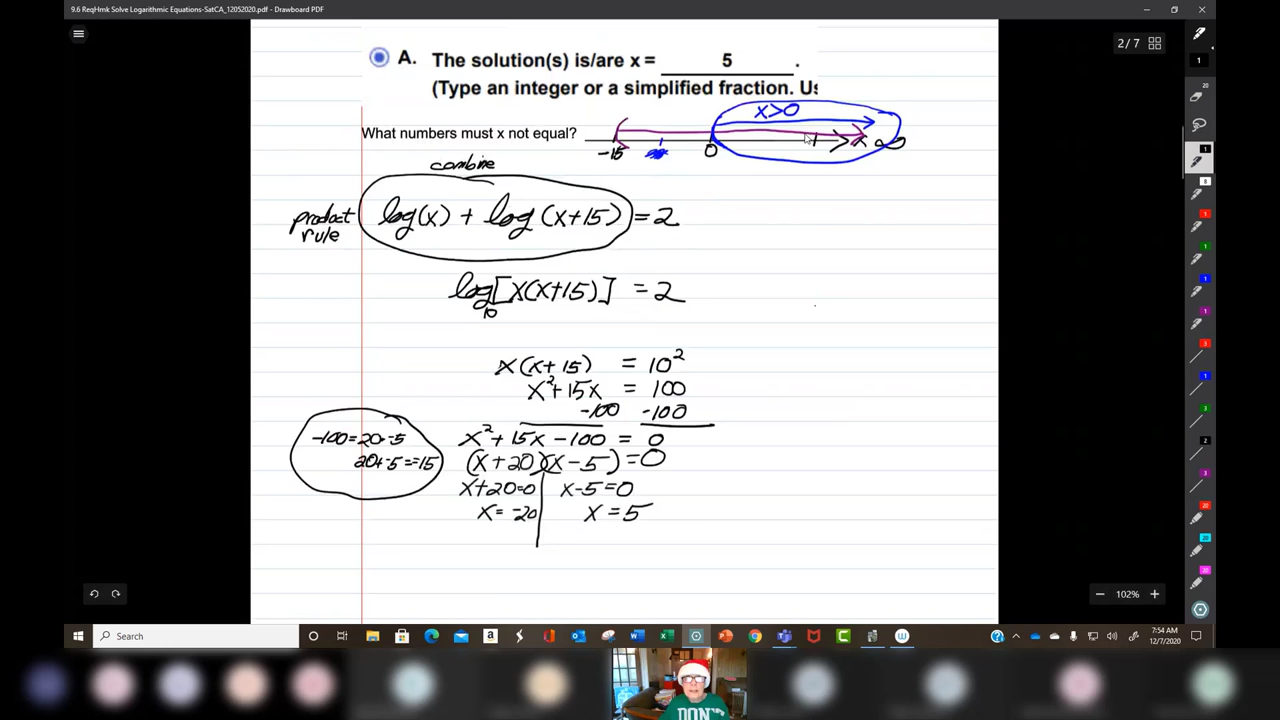 9.6 ReqHmk Solve Logarithmic Equations-SatCA_12052020.pdf - Drawboard PDF
2/7
A. The solution(s) is/are x = 5 .
(Type an integer or a simplified fraction. Us
x>0
What numbers must x not equal?
-15 0 x ∞
combine
product
rule
log(x) + log(x+15) = 2
log₁₀[x(x+15)] = 2
x(x+15) = 10²
x²+15x = 100
-100 -100
x²+15x-100 = 0
(x+20)(x-5) = 0
x+20=0 x-5=0
x=-20 x=5
-100=20·-5
20+-5=15
102%
Search
7:54 AM
12/7/2020
DON'T